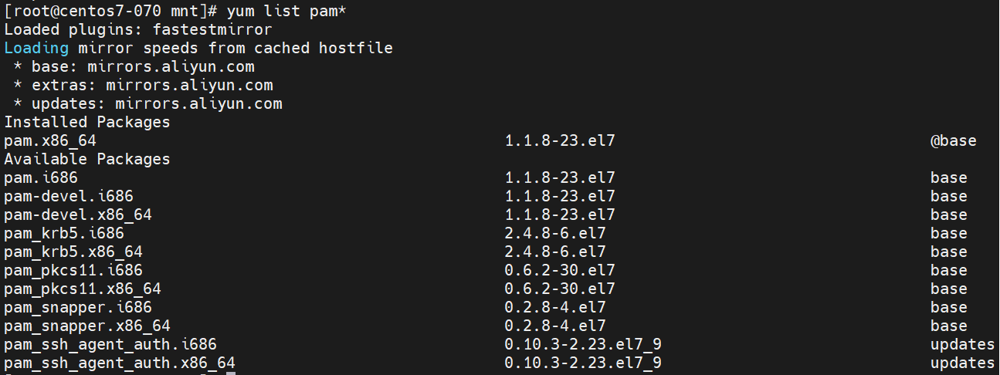 [root@centos7-070 mnt]# yum list pam*
Loaded plugins: fastestmirror
Loading mirror speeds from cached hostfile
 * base: mirrors.aliyun.com
 * extras: mirrors.aliyun.com
 * updates: mirrors.aliyun.com
Installed Packages
pam.x86_64 1.1.8-23.el7 @base
Available Packages
pam.i686 1.1.8-23.el7 base
pam-devel.i686 1.1.8-23.el7 base
pam-devel.x86_64 1.1.8-23.el7 base
pam_krb5.i686 2.4.8-6.el7 base
pam_krb5.x86_64 2.4.8-6.el7 base
pam_pkcs11.i686 0.6.2-30.el7 base
pam_pkcs11.x86_64 0.6.2-30.el7 base
pam_snapper.i686 0.2.8-4.el7 base
pam_snapper.x86_64 0.2.8-4.el7 base
pam_ssh_agent_auth.i686 0.10.3-2.23.el7_9 updates
pam_ssh_agent_auth.x86_64 0.10.3-2.23.el7_9 updates